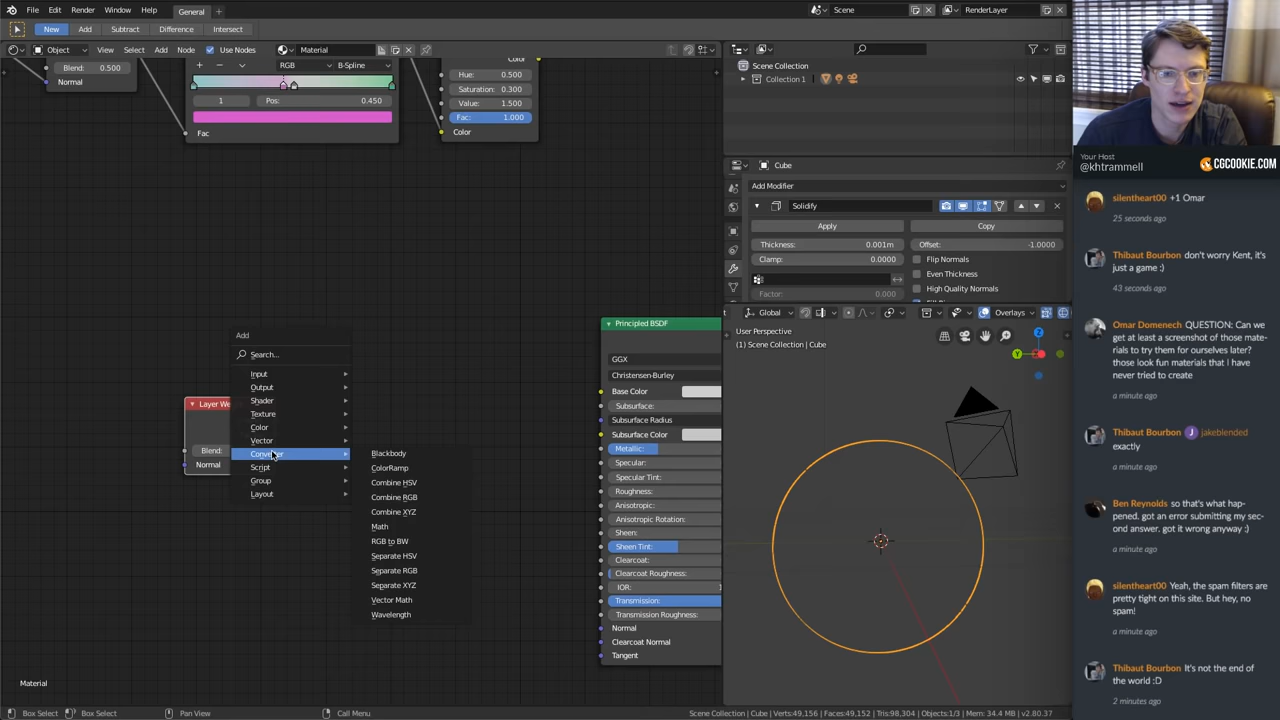 File Edit Render Window Help General Scene RenderLayer
New Add Subtract Difference Intersect
Object View Select Add Node Use Nodes Material
Blend: 0.500
Normal
RGB B-Spline
1 Pos: 0.450
Fac
Color
Hue: 0.500
Saturation: 0.300
Value: 1.500
Fac: 1.000
Color
Layer We
Blend:
Normal
Add
Search...
Input
Output
Shader
Texture
Color
Vector
Converter
Script
Group
Layout
Blackbody
ColorRamp
Combine HSV
Combine RGB
Combine XYZ
Math
RGB to BW
Separate HSV
Separate RGB
Separate XYZ
Vector Math
Wavelength
Principled BSDF
GGX
Christensen-Burley
Base Color
Subsurface:
Subsurface Radius
Subsurface Color
Metallic:
Specular:
Specular Tint:
Roughness:
Anisotropic:
Anisotropic Rotation:
Sheen:
Sheen Tint:
Clearcoat:
Clearcoat Roughness:
IOR: 1
Transmission:
Transmission Roughness:
Normal
Clearcoat Normal
Tangent
Material
Scene Collection
Collection 1
Cube
Add Modifier
Solidify
Apply Copy
Thickness: 0.001m Offset: -1.0000
Clamp: 0.0000 Flip Normals
Even Thickness
High Quality Normals
Factor: 0.000
Global Overlays
User Perspective
(1) Scene Collection | Cube
Z
Y
Box Select Box Select Pan View Call Menu Scene Collection | Cube | Verts:49,156 | Faces:49,152 | Tris:98,304 | Objects:1/3 | Mem: 34.4 MB | v2.80.37
Your Host
@khtrammell CGCOOKIE.COM
silentheart00 +1 Omar
25 seconds ago
Thibaut Bourbon don't worry Kent, it's
just a game :)
43 seconds ago
Omar Domenech QUESTION: Can we
get at least a screenshot of those mate-
rials to try them for ourselves later?
those look fun materials that I have
never tried to create
a minute ago
Thibaut Bourbon J jakeblended
exactly
a minute ago
Ben Reynolds so that's what hap-
pened. got an error submitting my sec-
ond answer. got it wrong anyway :)
a minute ago
silentheart00 Yeah, the spam filters are
pretty tight on this site. But hey, no
spam!
a minute ago
Thibaut Bourbon It's not the end of
the world :D
2 minutes ago